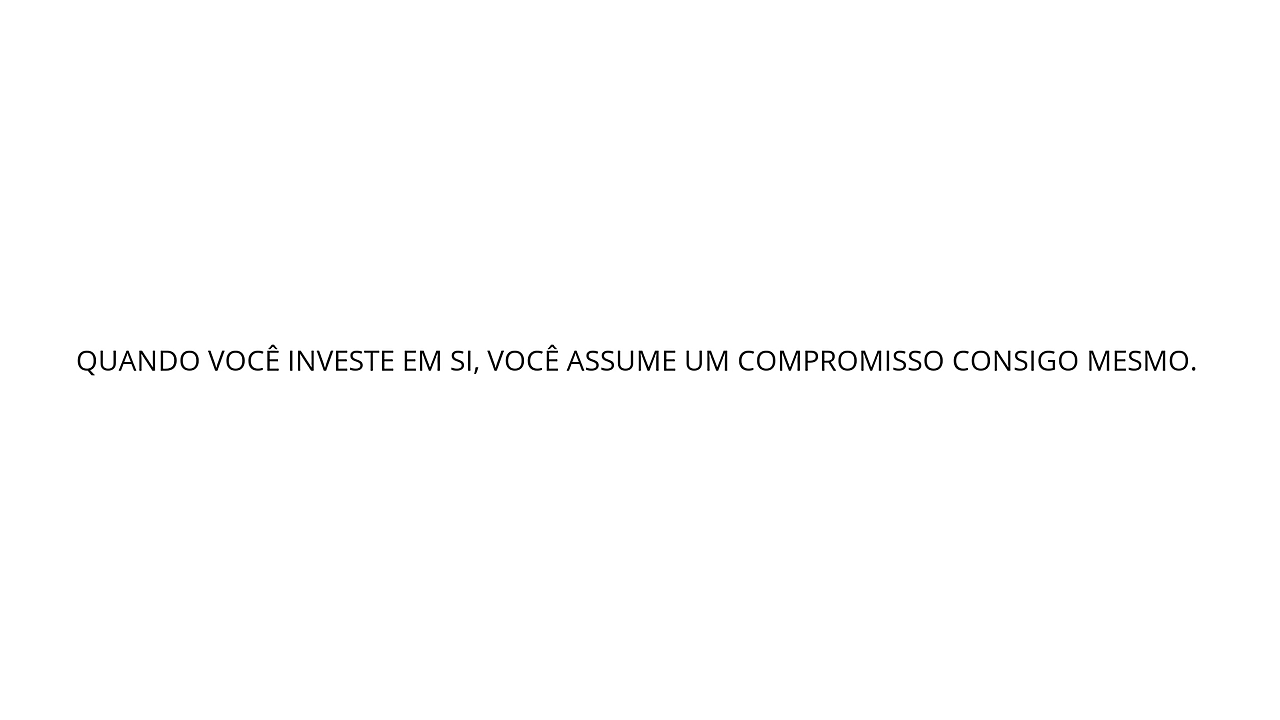 QUANDO VOCÊ INVESTE EM SI, VOCÊ ASSUME UM COMPROMISSO CONSIGO MESMO.